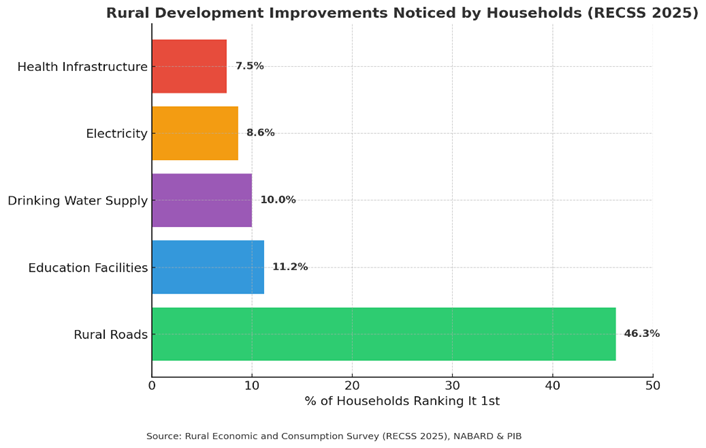 Rural Development Improvements Noticed by Households (RECSS 2025)
Health Infrastructure
7.5%
Electricity
8.6%
Drinking Water Supply
10.0%
Education Facilities
11.2%
Rural Roads
46.3%
0 10 20 30 40 50
% of Households Ranking It 1st
Source: Rural Economic and Consumption Survey (RECSS 2025), NABARD & PIB